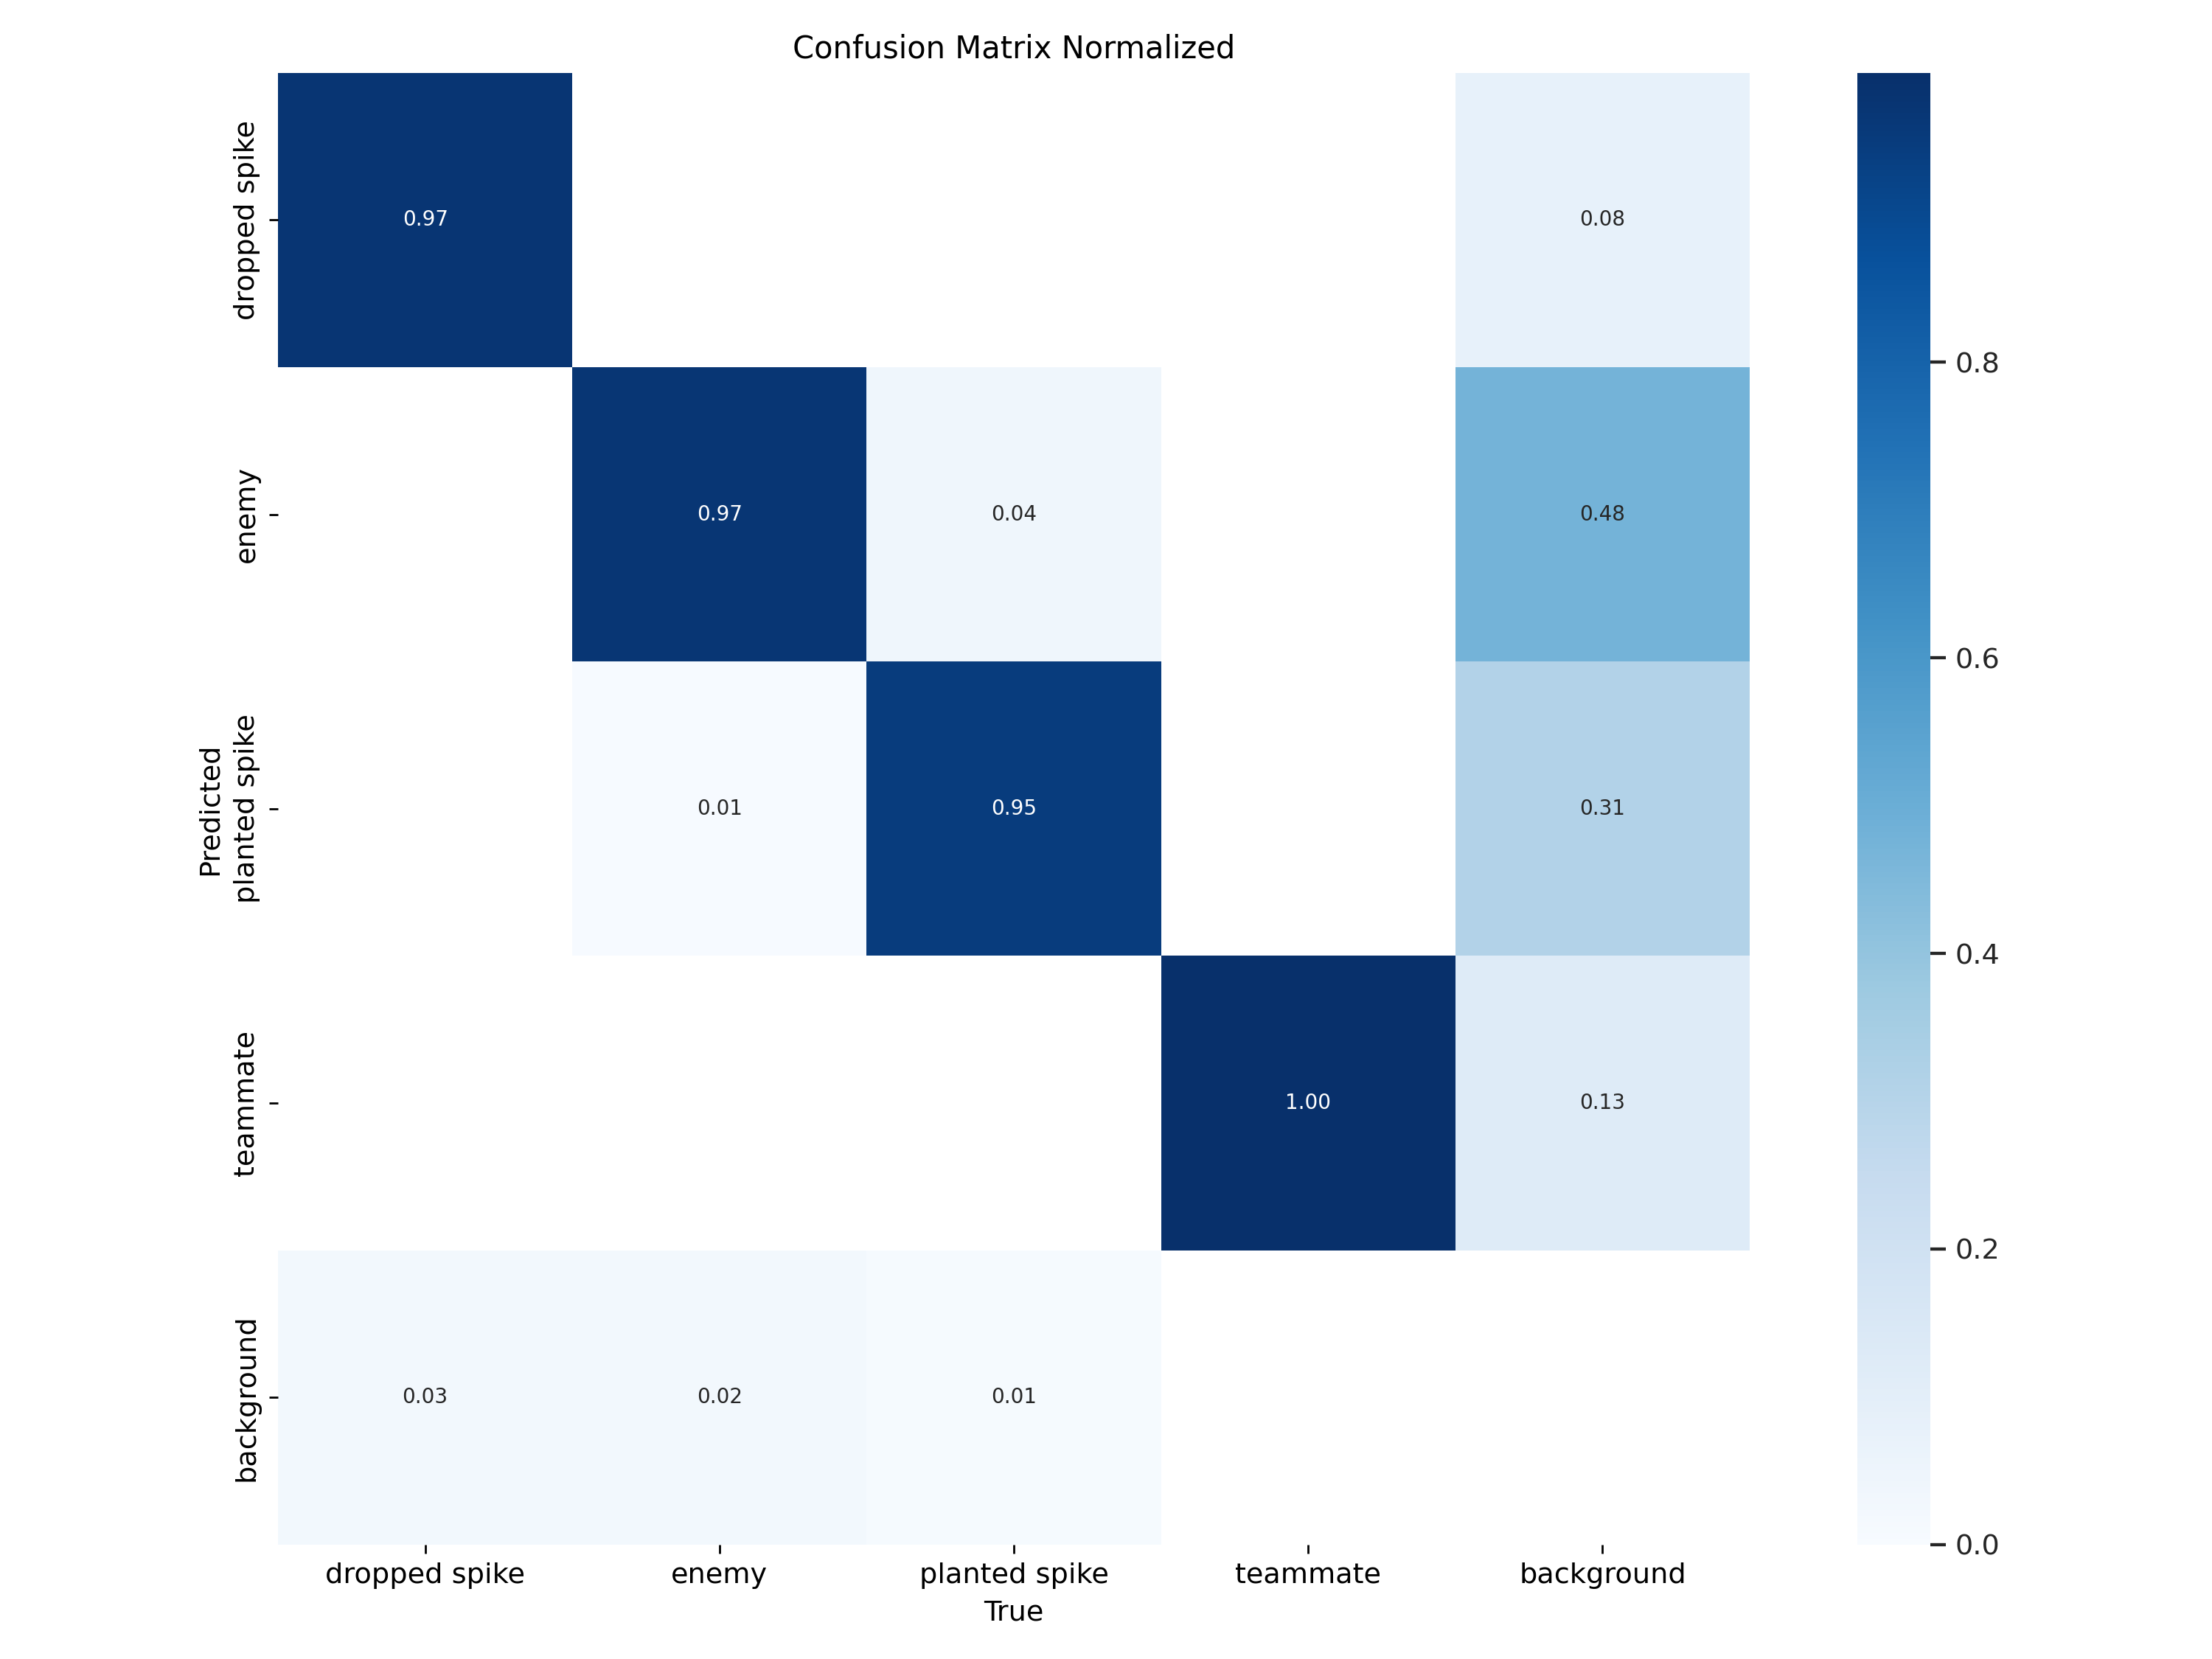 Confusion Matrix Normalized
dropped spike
0.97
0.08
0.8
enemy
0.97
0.04
0.48
0.6
Predicted
planted spike
0.01
0.95
0.31
0.4
teammate
1.00
0.13
0.2
background
0.03
0.02
0.01
0.0
dropped spike
enemy
planted spike
teammate
background
True